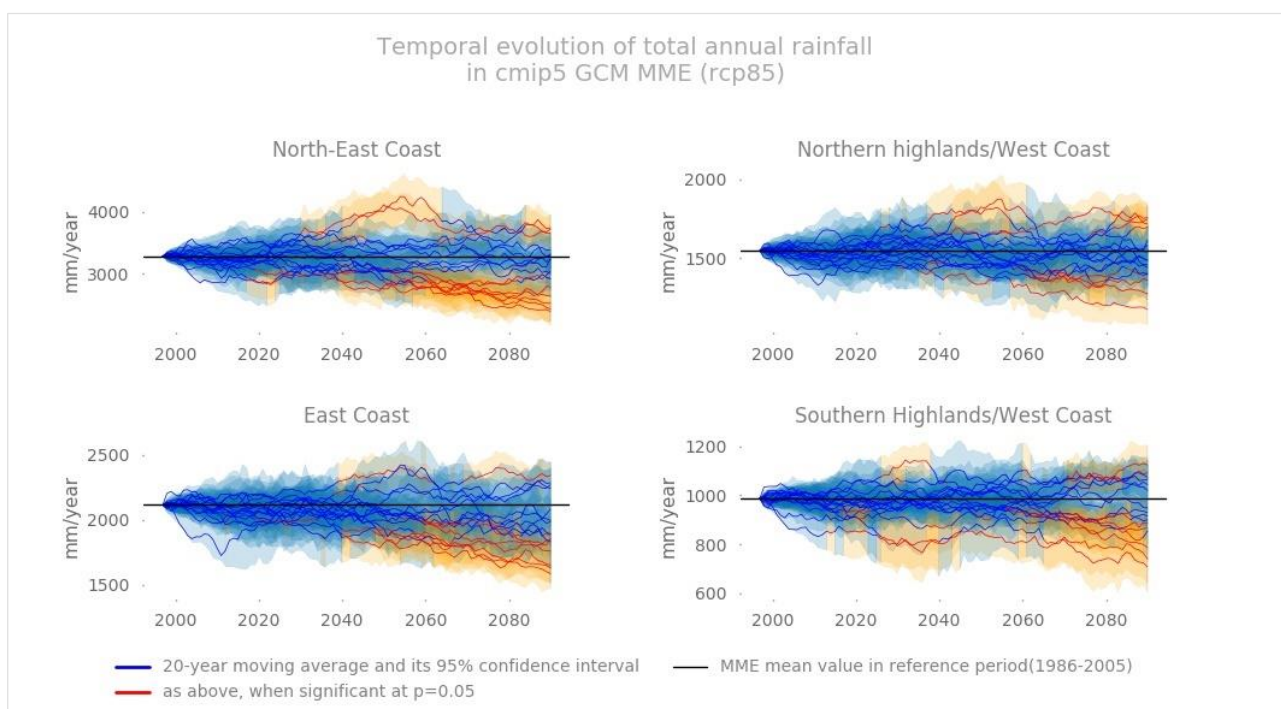 Temporal evolution of total annual rainfall
in cmip5 GCM MME (rcp85)
North-East Coast
mm/year
4000
3000
2000 2020 2040 2060 2080
Northern highlands/West Coast
mm/year
2000
1500
2000 2020 2040 2060 2080
East Coast
mm/year
2500
2000
1500
2000 2020 2040 2060 2080
Southern Highlands/West Coast
mm/year
1200
1000
800
600
2000 2020 2040 2060 2080
20-year moving average and its 95% confidence interval
as above, when significant at p=0.05
MME mean value in reference period(1986-2005)